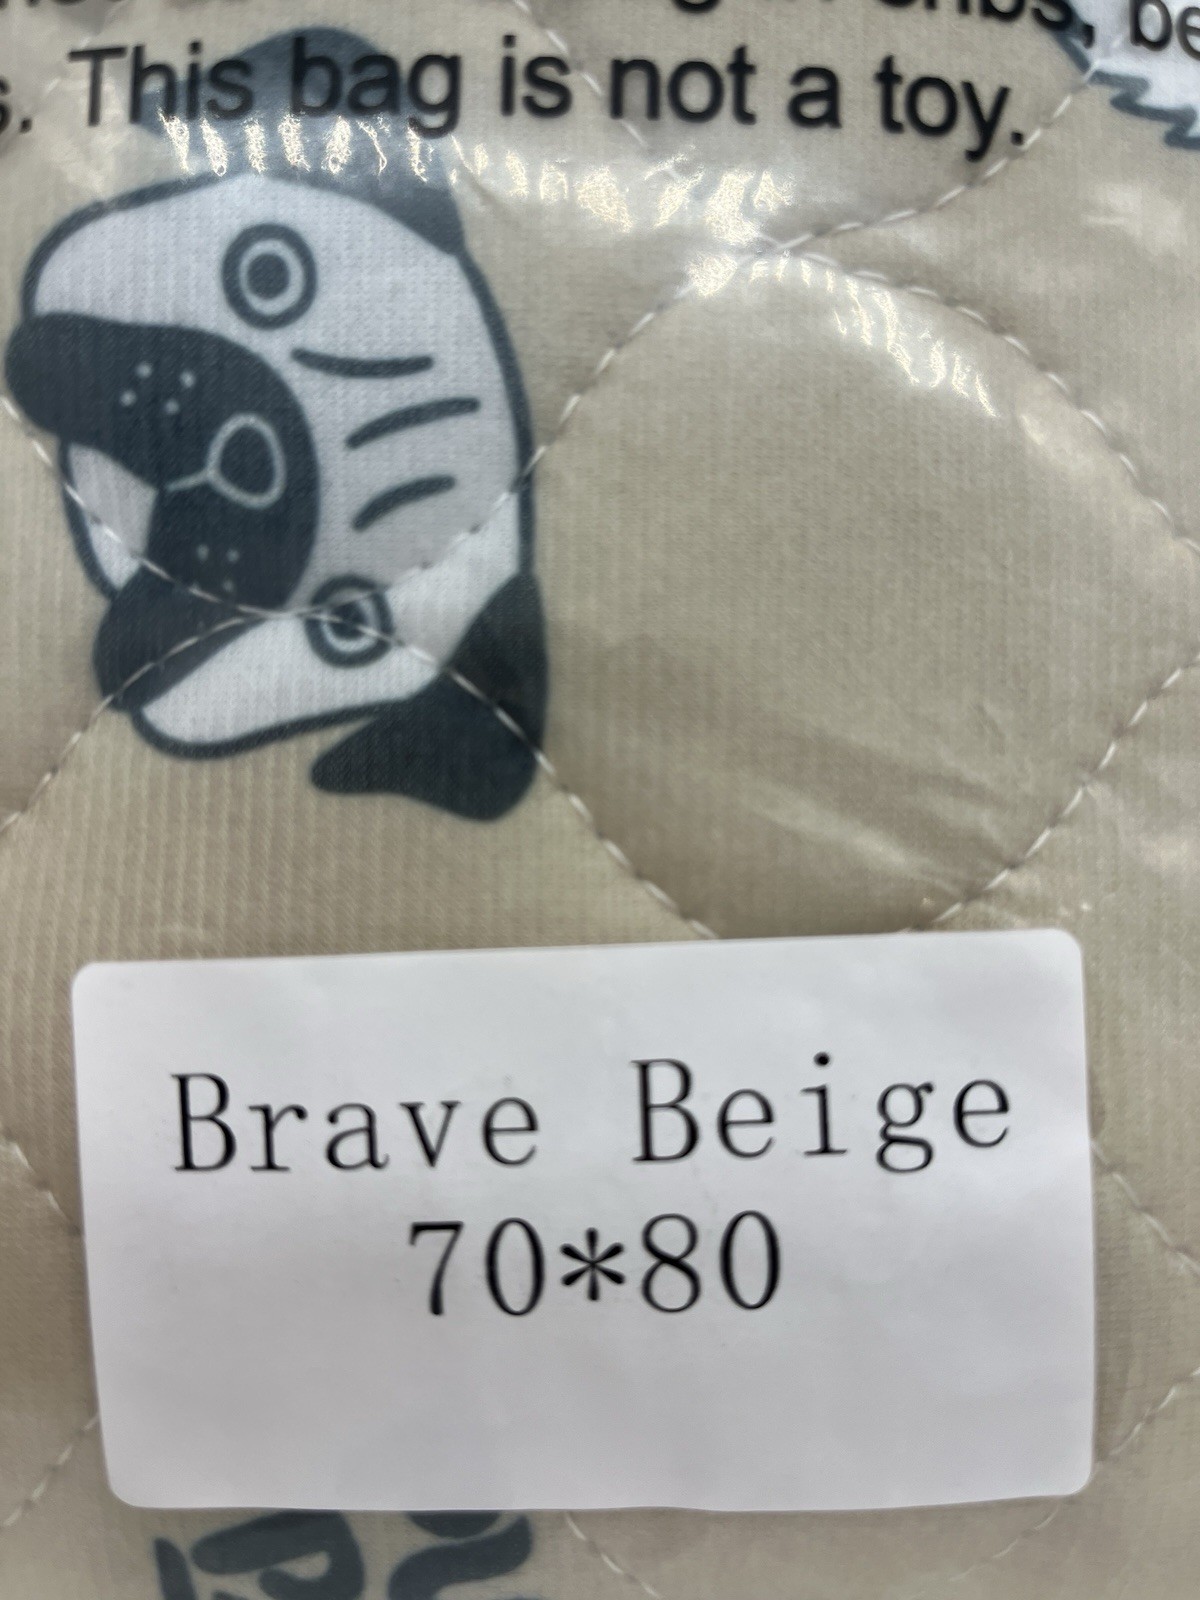 This bag is not a toy.
Brave Beige
70*80